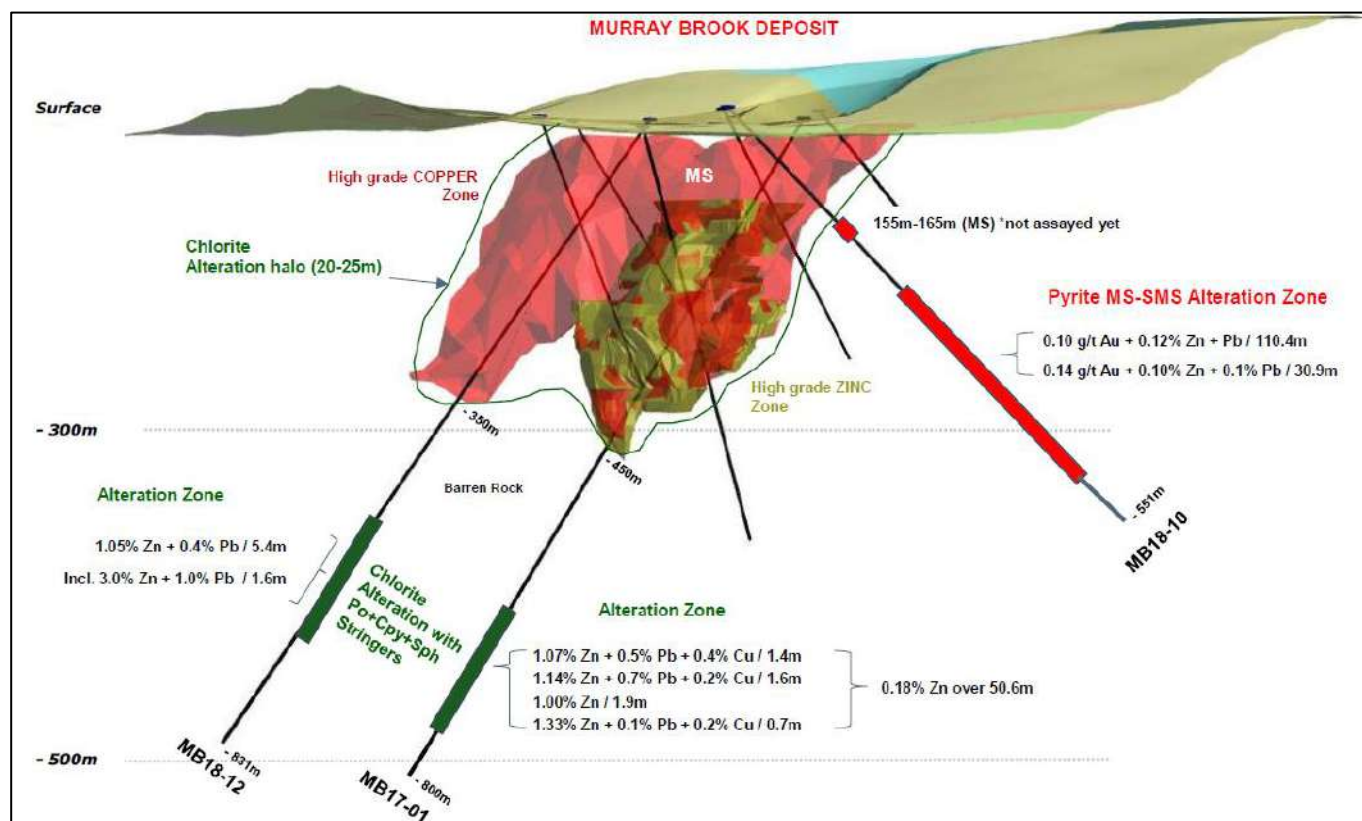 MURRAY BROOK DEPOSIT
Surface
High grade COPPER
Zone
MS
155m-165m (MS) *not assayed yet
Chlorite
Alteration halo (20-25m)
Pyrite MS-SMS Alteration Zone
0.10 g/t Au + 0.12% Zn + Pb / 110.4m
0.14 g/t Au + 0.10% Zn + 0.1% Pb / 30.9m
High grade ZINC
Zone
- 300m
- 350m
- 450m
Barren Rock
- 551m
MB18-10
Alteration Zone
1.05% Zn + 0.4% Pb / 5.4m
Incl. 3.0% Zn + 1.0% Pb / 1.6m
Chlorite
Alteration with
Po+Cpy+Sph
Stringers
Alteration Zone
1.07% Zn + 0.5% Pb + 0.4% Cu / 1.4m
1.14% Zn + 0.7% Pb + 0.2% Cu / 1.6m
1.00% Zn / 1.9m
1.33% Zn + 0.1% Pb + 0.2% Cu / 0.7m
0.18% Zn over 50.6m
- 500m
- 831m
MB18-12
- 800m
MB17-01